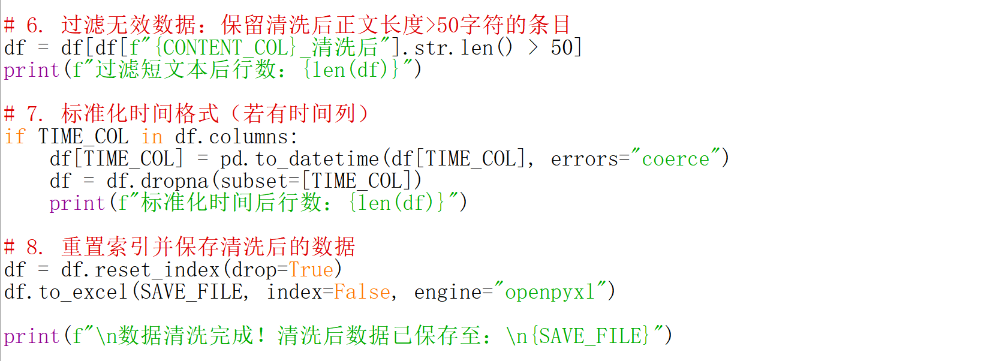 # 6. 过滤无效数据：保留清洗后正文长度>50字符的条目
df = df[df[f"{CONTENT_COL}_清洗后"].str.len() > 50]
print(f"过滤短文本后行数：{len(df)}")
# 7. 标准化时间格式（若有时间列）
if TIME_COL in df.columns:
    df[TIME_COL] = pd.to_datetime(df[TIME_COL], errors="coerce")
    df = df.dropna(subset=[TIME_COL])
    print(f"标准化时间后行数：{len(df)}")
# 8. 重置索引并保存清洗后的数据
df = df.reset_index(drop=True)
df.to_excel(SAVE_FILE, index=False, engine="openpyxl")
print(f"\n数据清洗完成！清洗后数据已保存至：\n{SAVE_FILE}")